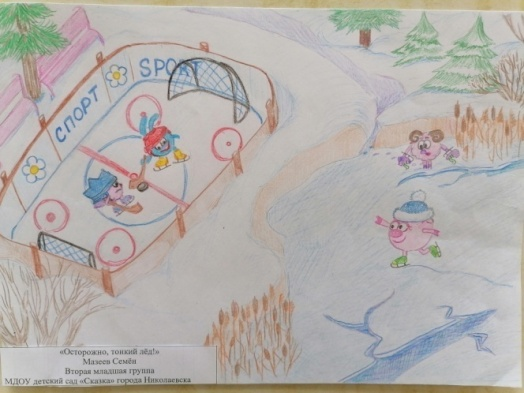 СПОРТ
SPORT
«Осторожно, тонкий лёд!»
Мазеев Семён
Вторая младшая группа
МДОУ детский сад «Сказка» города Николаевска